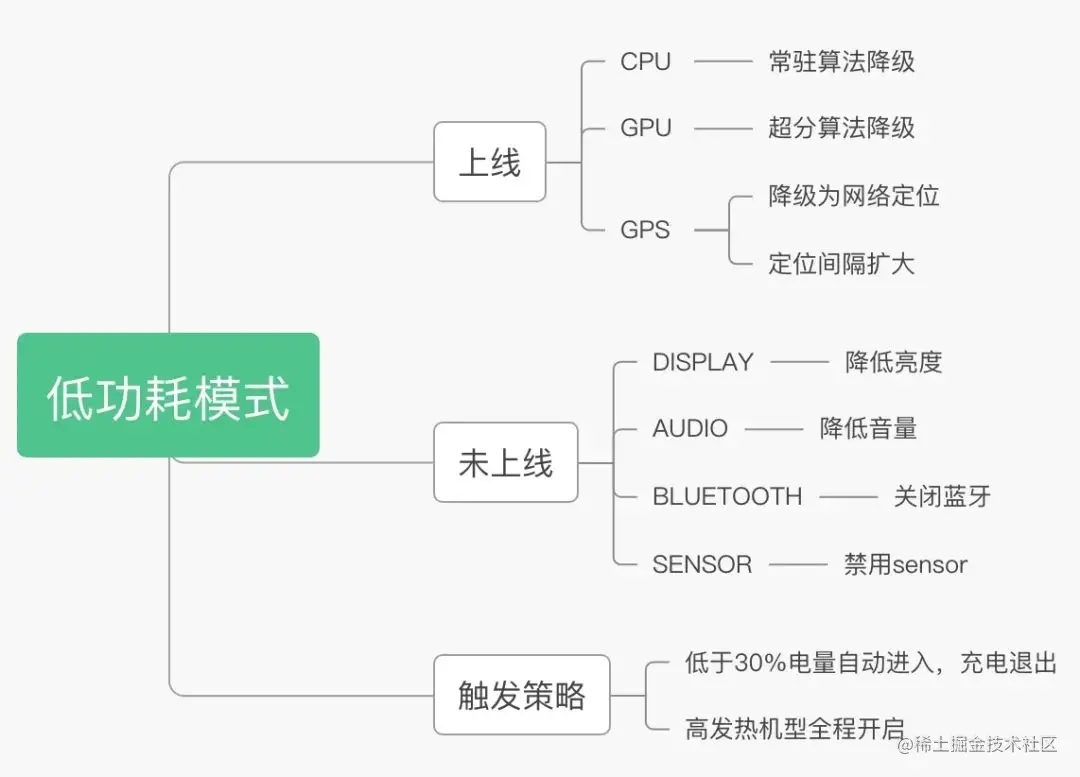 低功耗模式
上线
CPU 常驻算法降级
GPU 超分算法降级
GPS 降级为网络定位
定位间隔扩大
未上线
DISPLAY 降低亮度
AUDIO 降低音量
BLUETOOTH 关闭蓝牙
SENSOR 禁用sensor
触发策略
低于30%电量自动进入，充电退出
高发热机型全程开启
@稀土掘金技术社区